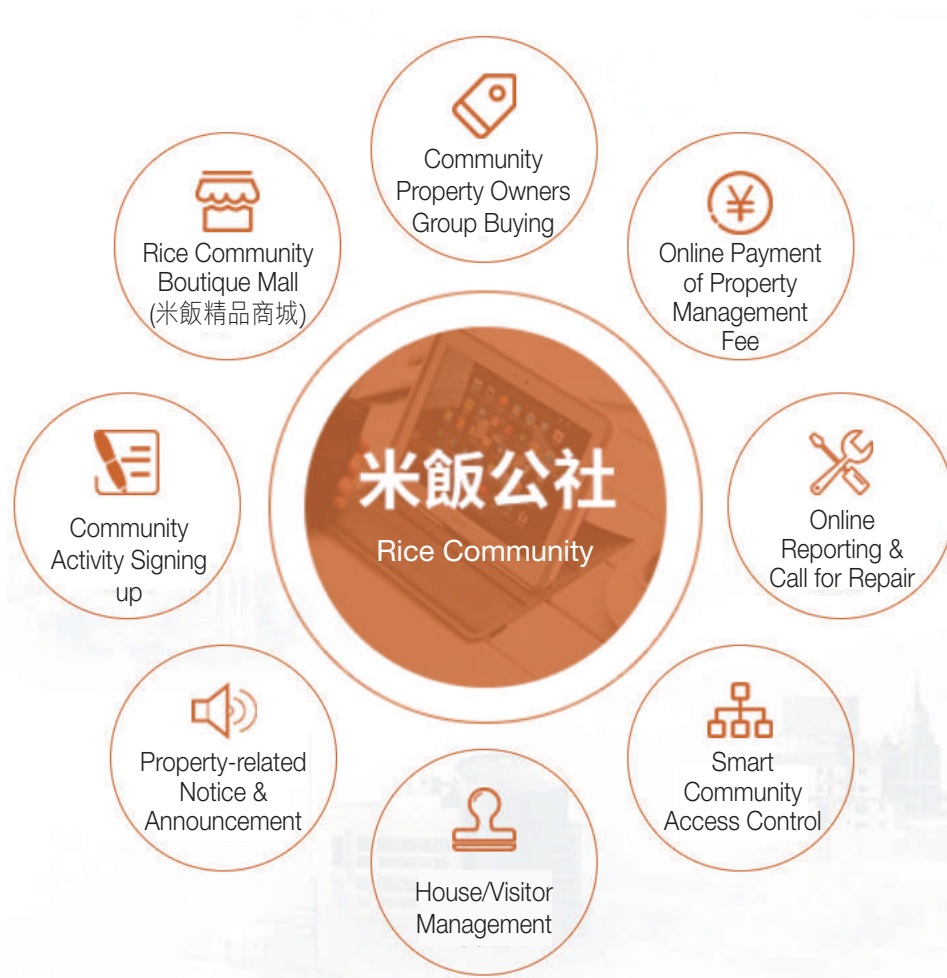 Community
Property Owners
Group Buying
Rice Community
Boutique Mall
(米飯精品商城)
¥
Online Payment
of Property
Management
Fee
米飯公社
Rice Community
Community
Activity Signing
up
Online
Reporting &
Call for Repair
Property-related
Notice &
Announcement
Smart
Community
Access Control
House/Visitor
Management